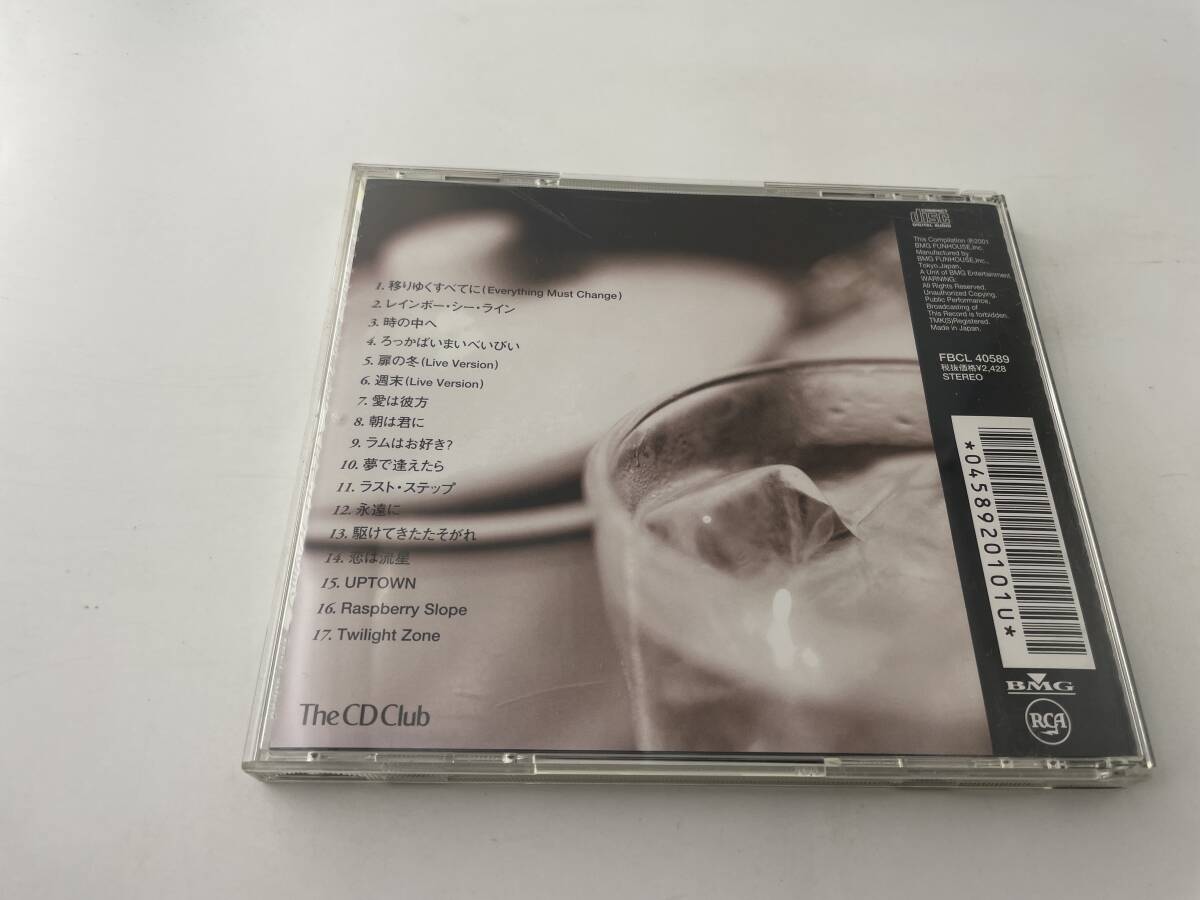 1. 移りゆくすべてに(Everything Must Change)
2. レインボー・シー・ライン
3. 時の中へ
4. ろっかばいまいべいびい
5. 扉の冬(Live Version)
6. 週末(Live Version)
7. 愛は彼方
8. 朝は君に
9. ラムはお好き?
10. 夢で逢えたら
11. ラスト・ステップ
12. 永遠に
13. 駆けてきたたそがれ
14. 恋は流星
15. UPTOWN
16. Raspberry Slope
17. Twilight Zone
The CD Club
COMPACT
disc
DIGITAL AUDIO
This Compilation ℗2001
BMG FUNHOUSE,Inc.
Manufactured by
BMG FUNHOUSE,Inc.,
Tokyo,Japan.
A Unit of BMG Entertainment.
WARNING:
All Rights Reserved.
Unauthorized Copying,
Public Performance,
Broadcasting of
This Record is forbidden.
TMK(S)Registered.
Made in Japan.
FBCL 40589
税抜価格¥2,428
STEREO
*0458920101U*
BMG
RCA